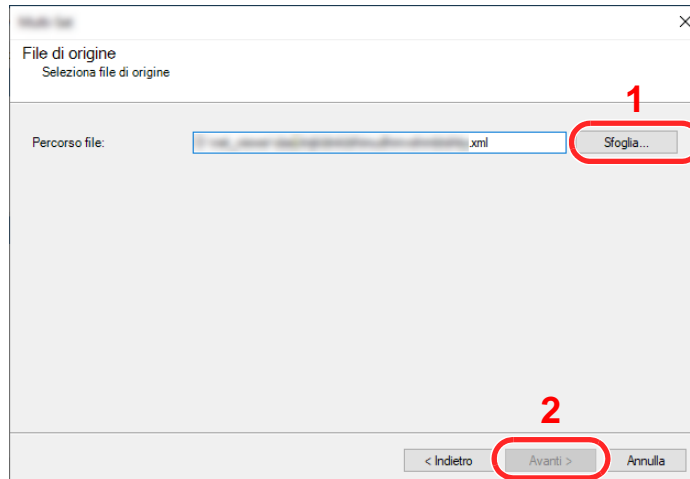 File di origine
Seleziona file di origine
1
Percorso file: .xml Sfoglia...
2
< Indietro Avanti > Annulla